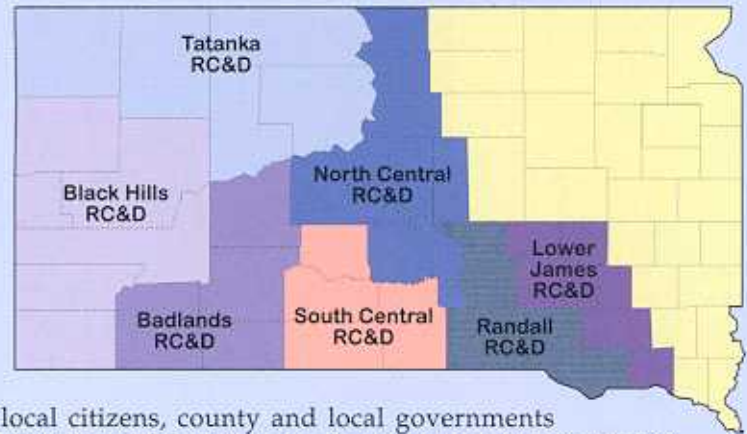 Tatanka
RC&D
Black Hills
RC&D
North Central
RC&D
Lower
James
RC&D
Badlands
RC&D
South Central
RC&D
Randall
RC&D
local citizens, county and local governments